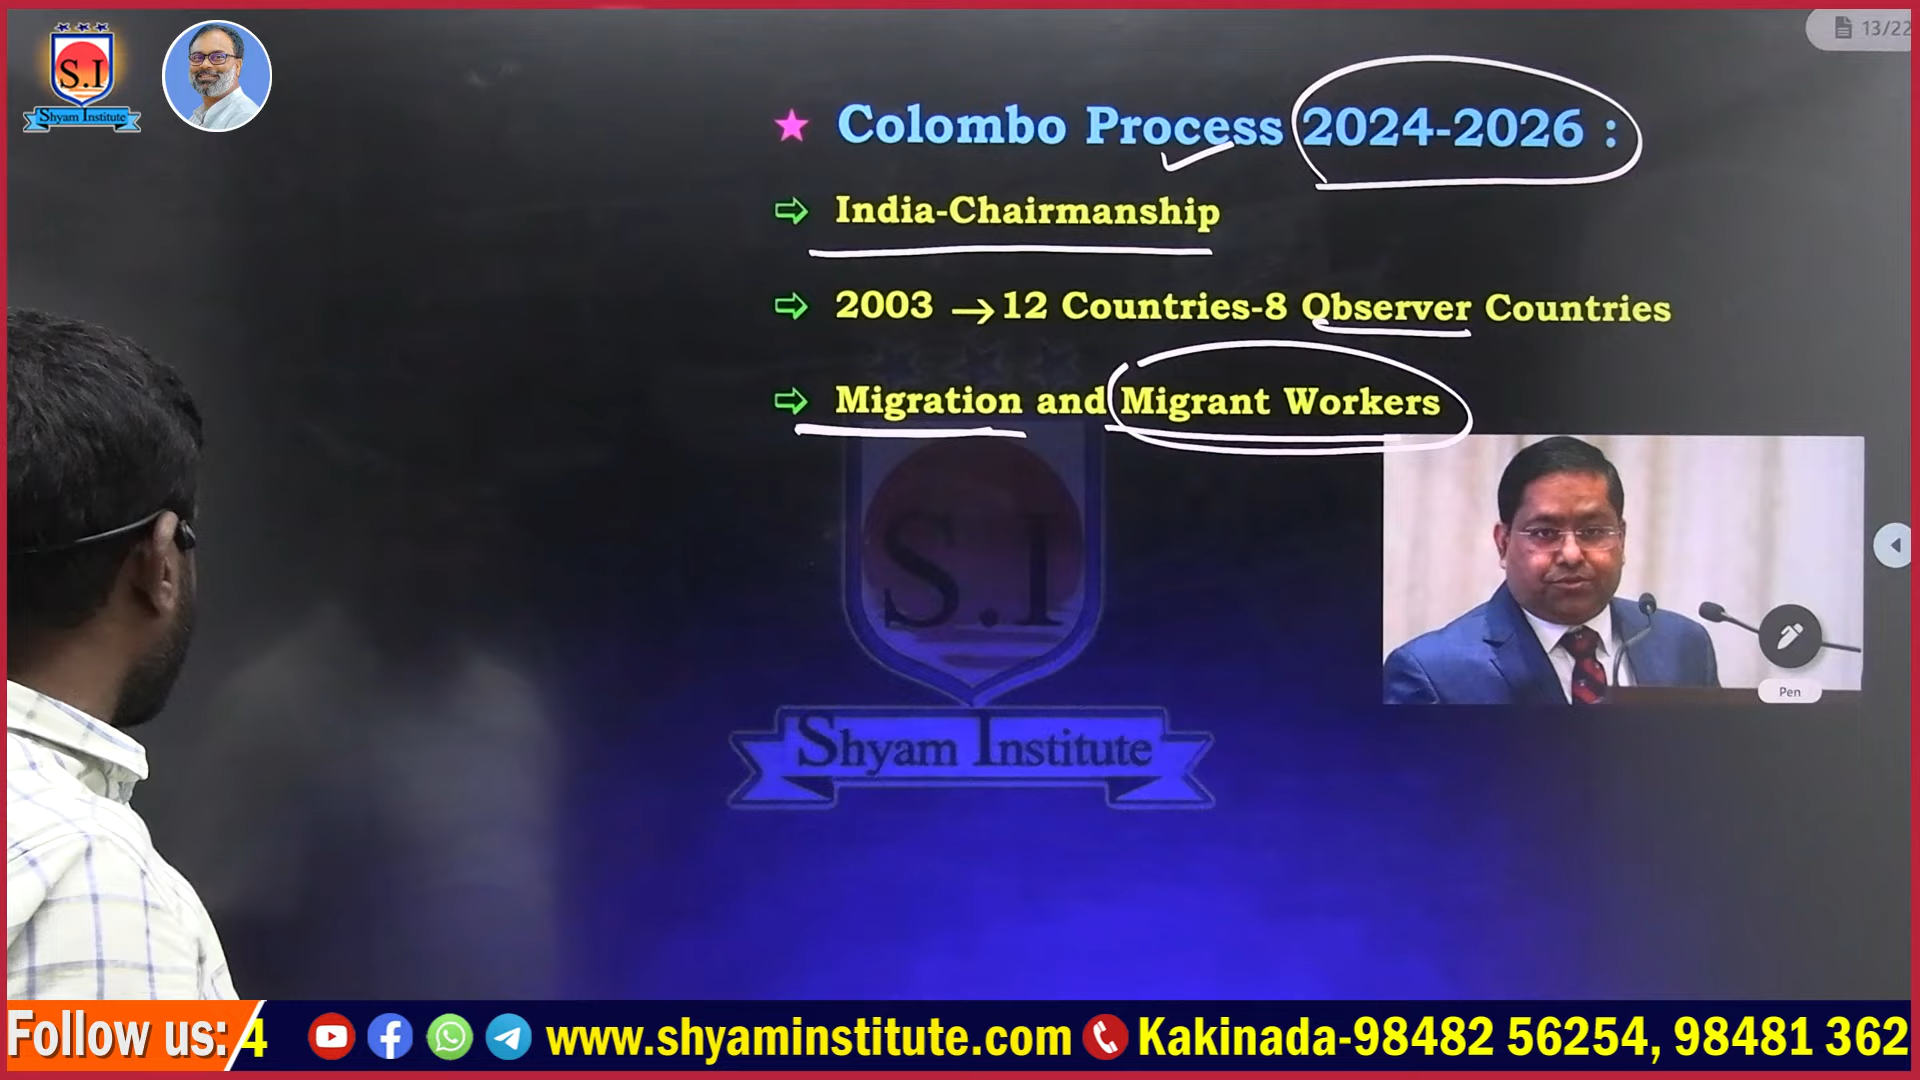 S.I
Shyam Institute
13/22
★ Colombo Process 2024-2026 :
⇨ India-Chairmanship
⇨ 2003 → 12 Countries-8 Observer Countries
⇨ Migration and Migrant Workers
S.I
Shyam Institute
Pen
Follow us: 4 www.shyaminstitute.com Kakinada-98482 56254, 98481 362